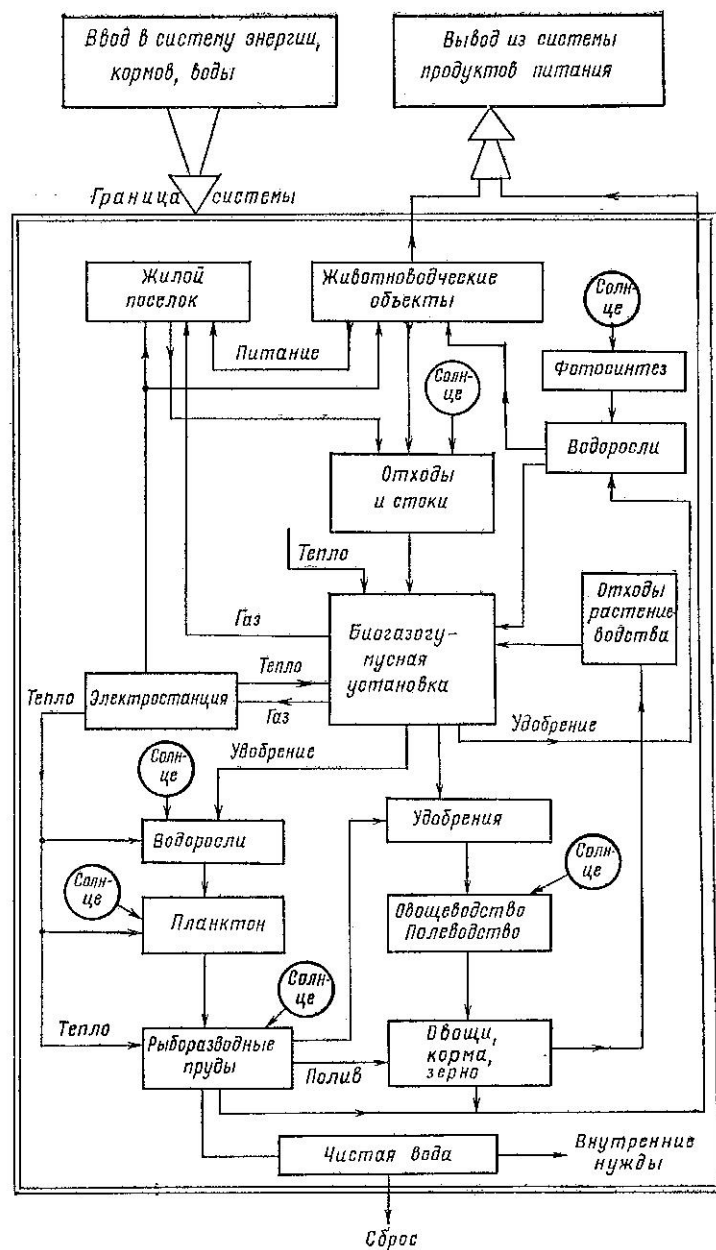 Ввод в систему энергии,
кормов, воды
Вывод из системы
продуктов питания
Граница системы
Жилой
поселок
Животноводческие
объекты
Солн-
це
Питание
Солн-
це
Фотосинтез
Водоросли
Отходы
и стоки
Тепло
Отходы
растение-
водства
Газ
Биогазогу-
мусная
установка
Тепло
Тепло
Электростанция
Газ
Удобрение
Удобрение
Солн-
це
Водоросли
Удобрения
Солн-
це
Солн-
це
Планктон
Овощеводство
Полеводство
Солн-
це
Тепло
Рыборазводные
пруды
Полив
Овощи,
корма,
зерно
Чистая вода
Внутренние
нужды
Сброс